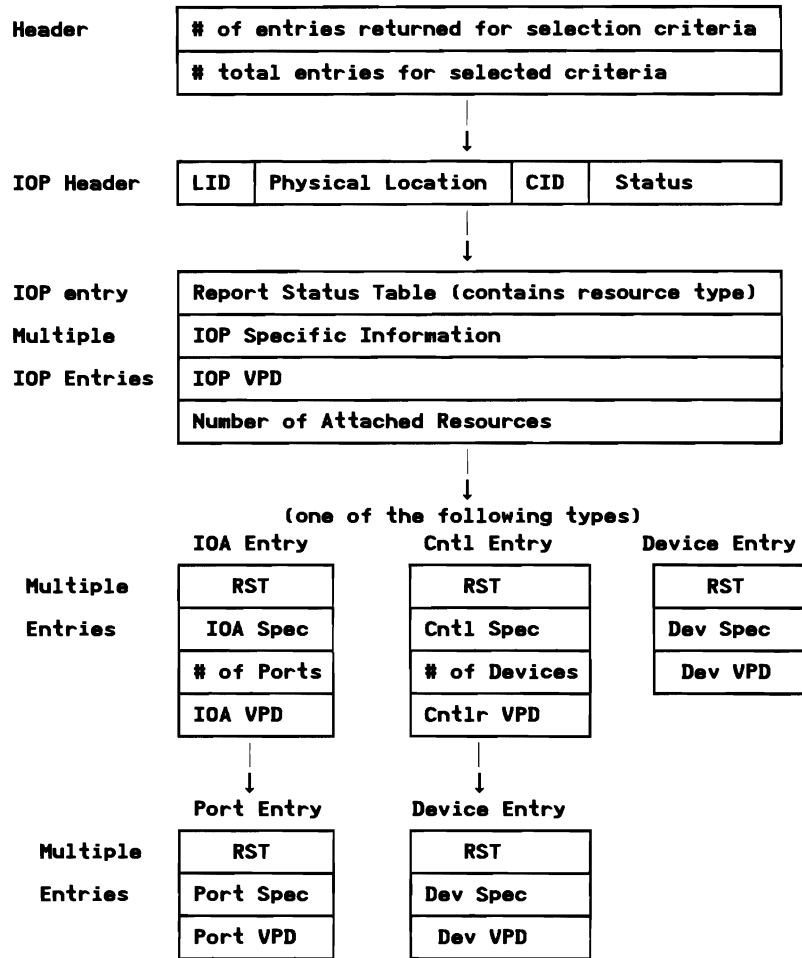 Header # of entries returned for selection criteria
# total entries for selected criteria
IOP Header LID Physical Location CID Status
IOP entry Report Status Table (contains resource type)
Multiple IOP Specific Information
IOP Entries IOP VPD
Number of Attached Resources
(one of the following types)
IOA Entry Cntl Entry Device Entry
Multiple RST RST RST
Entries IOA Spec Cntl Spec Dev Spec
# of Ports # of Devices Dev VPD
IOA VPD Cntlr VPD
Port Entry Device Entry
Multiple RST RST
Entries Port Spec Dev Spec
Port VPD Dev VPD